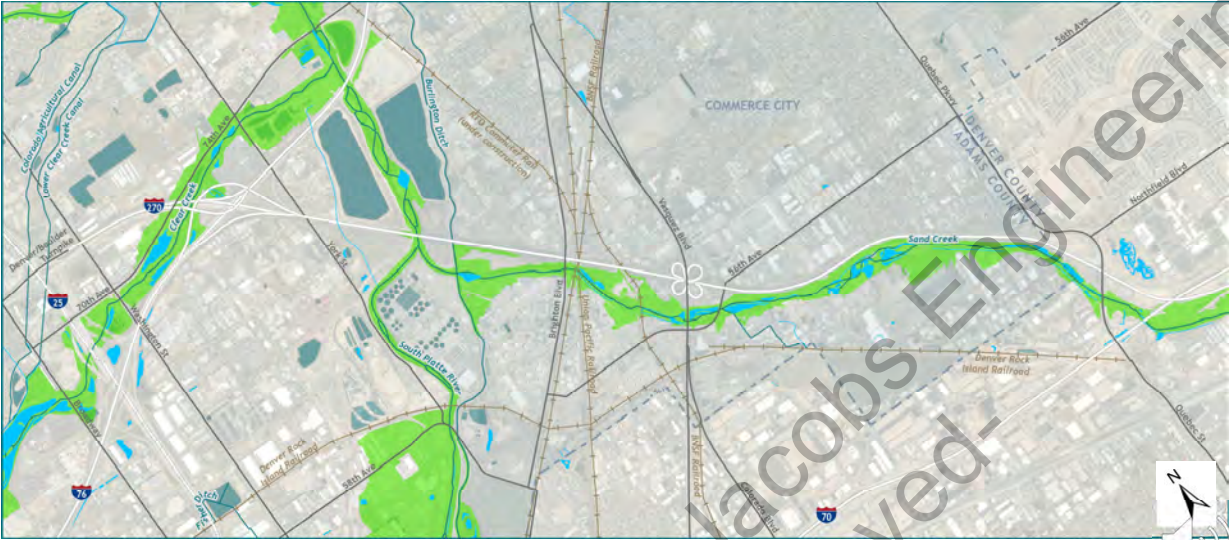 56th Ave
Colorado Agricultural Canal
Lower Clear Creek Canal
Burlington Ditch
BNSF Railroad
Quebec Pkwy
COMMERCE CITY
74th Ave
RTD Commuter Rail
(under construction)
DENVER COUNTY
ADAMS COUNTY
Northfield Blvd
270
Clear Creek
Vasquez Blvd
Denver/Boulder
Turnpike
York St
Sand Creek
56th Ave
25
70th Ave
Washington St
Brighton Blvd
Union Pacific Railroad
South Platte River
Denver Rock
Island Railroad
Broadway
Quebec St
Denver Rock
Island Railroad
58th Ave
BNSF Railroad
76
Fisher Ditch
Colorado Blvd
70
N
Jacobs Engineerin
ved-